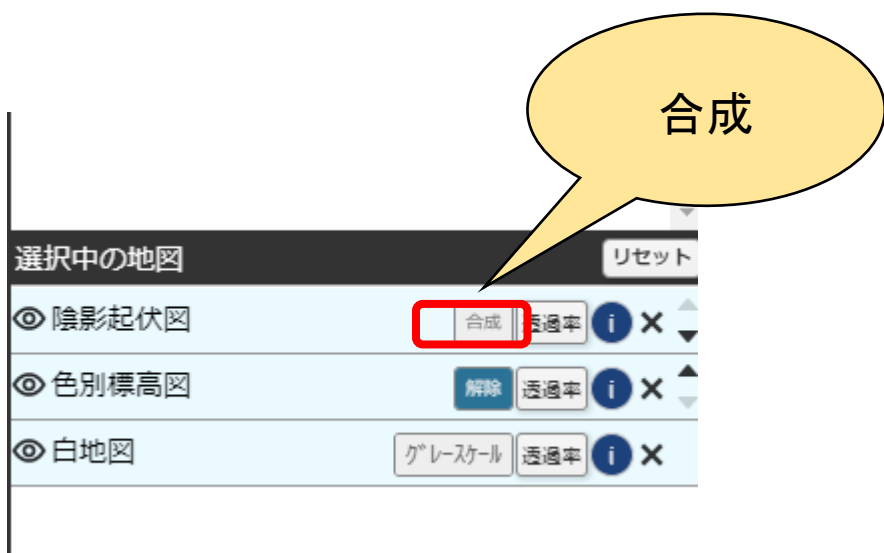 合成
選択中の地図 リセット
陰影起伏図 合成 透過率 i ×
色別標高図 解除 透過率 i ×
白地図 グレースケール 透過率 i ×